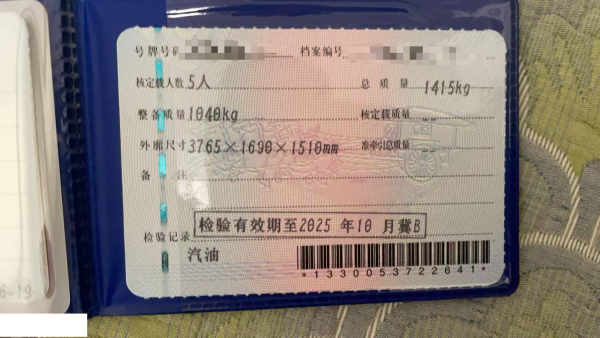 号牌号码 档案编号
核定载人数 5人 总质量 1415kg
整备质量 1040kg 核定载质量 --
外廓尺寸 3765×1690×1510mm 准牵引总质量 --
备注
检验有效期至2025年10月冀B
检验记录
汽油
*1330053722641*
6-19